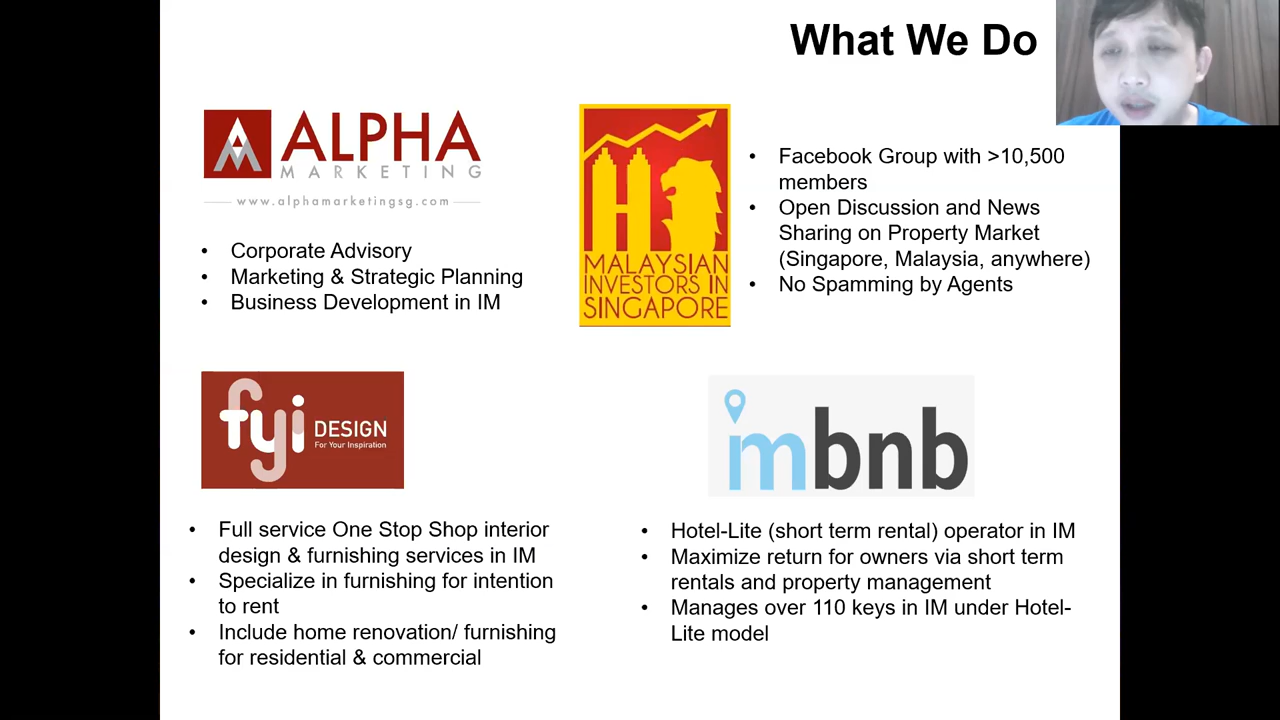 What We Do
ALPHA
MARKETING
www.alphamarketingsg.com
• Corporate Advisory
• Marketing & Strategic Planning
• Business Development in IM
MALAYSIAN
INVESTORS IN
SINGAPORE
• Facebook Group with >10,500
members
• Open Discussion and News
Sharing on Property Market
(Singapore, Malaysia, anywhere)
• No Spamming by Agents
fyi DESIGN
For Your Inspiration
• Full service One Stop Shop interior
design & furnishing services in IM
• Specialize in furnishing for intention
to rent
• Include home renovation/ furnishing
for residential & commercial
imbnb
• Hotel-Lite (short term rental) operator in IM
• Maximize return for owners via short term
rentals and property management
• Manages over 110 keys in IM under Hotel-
Lite model